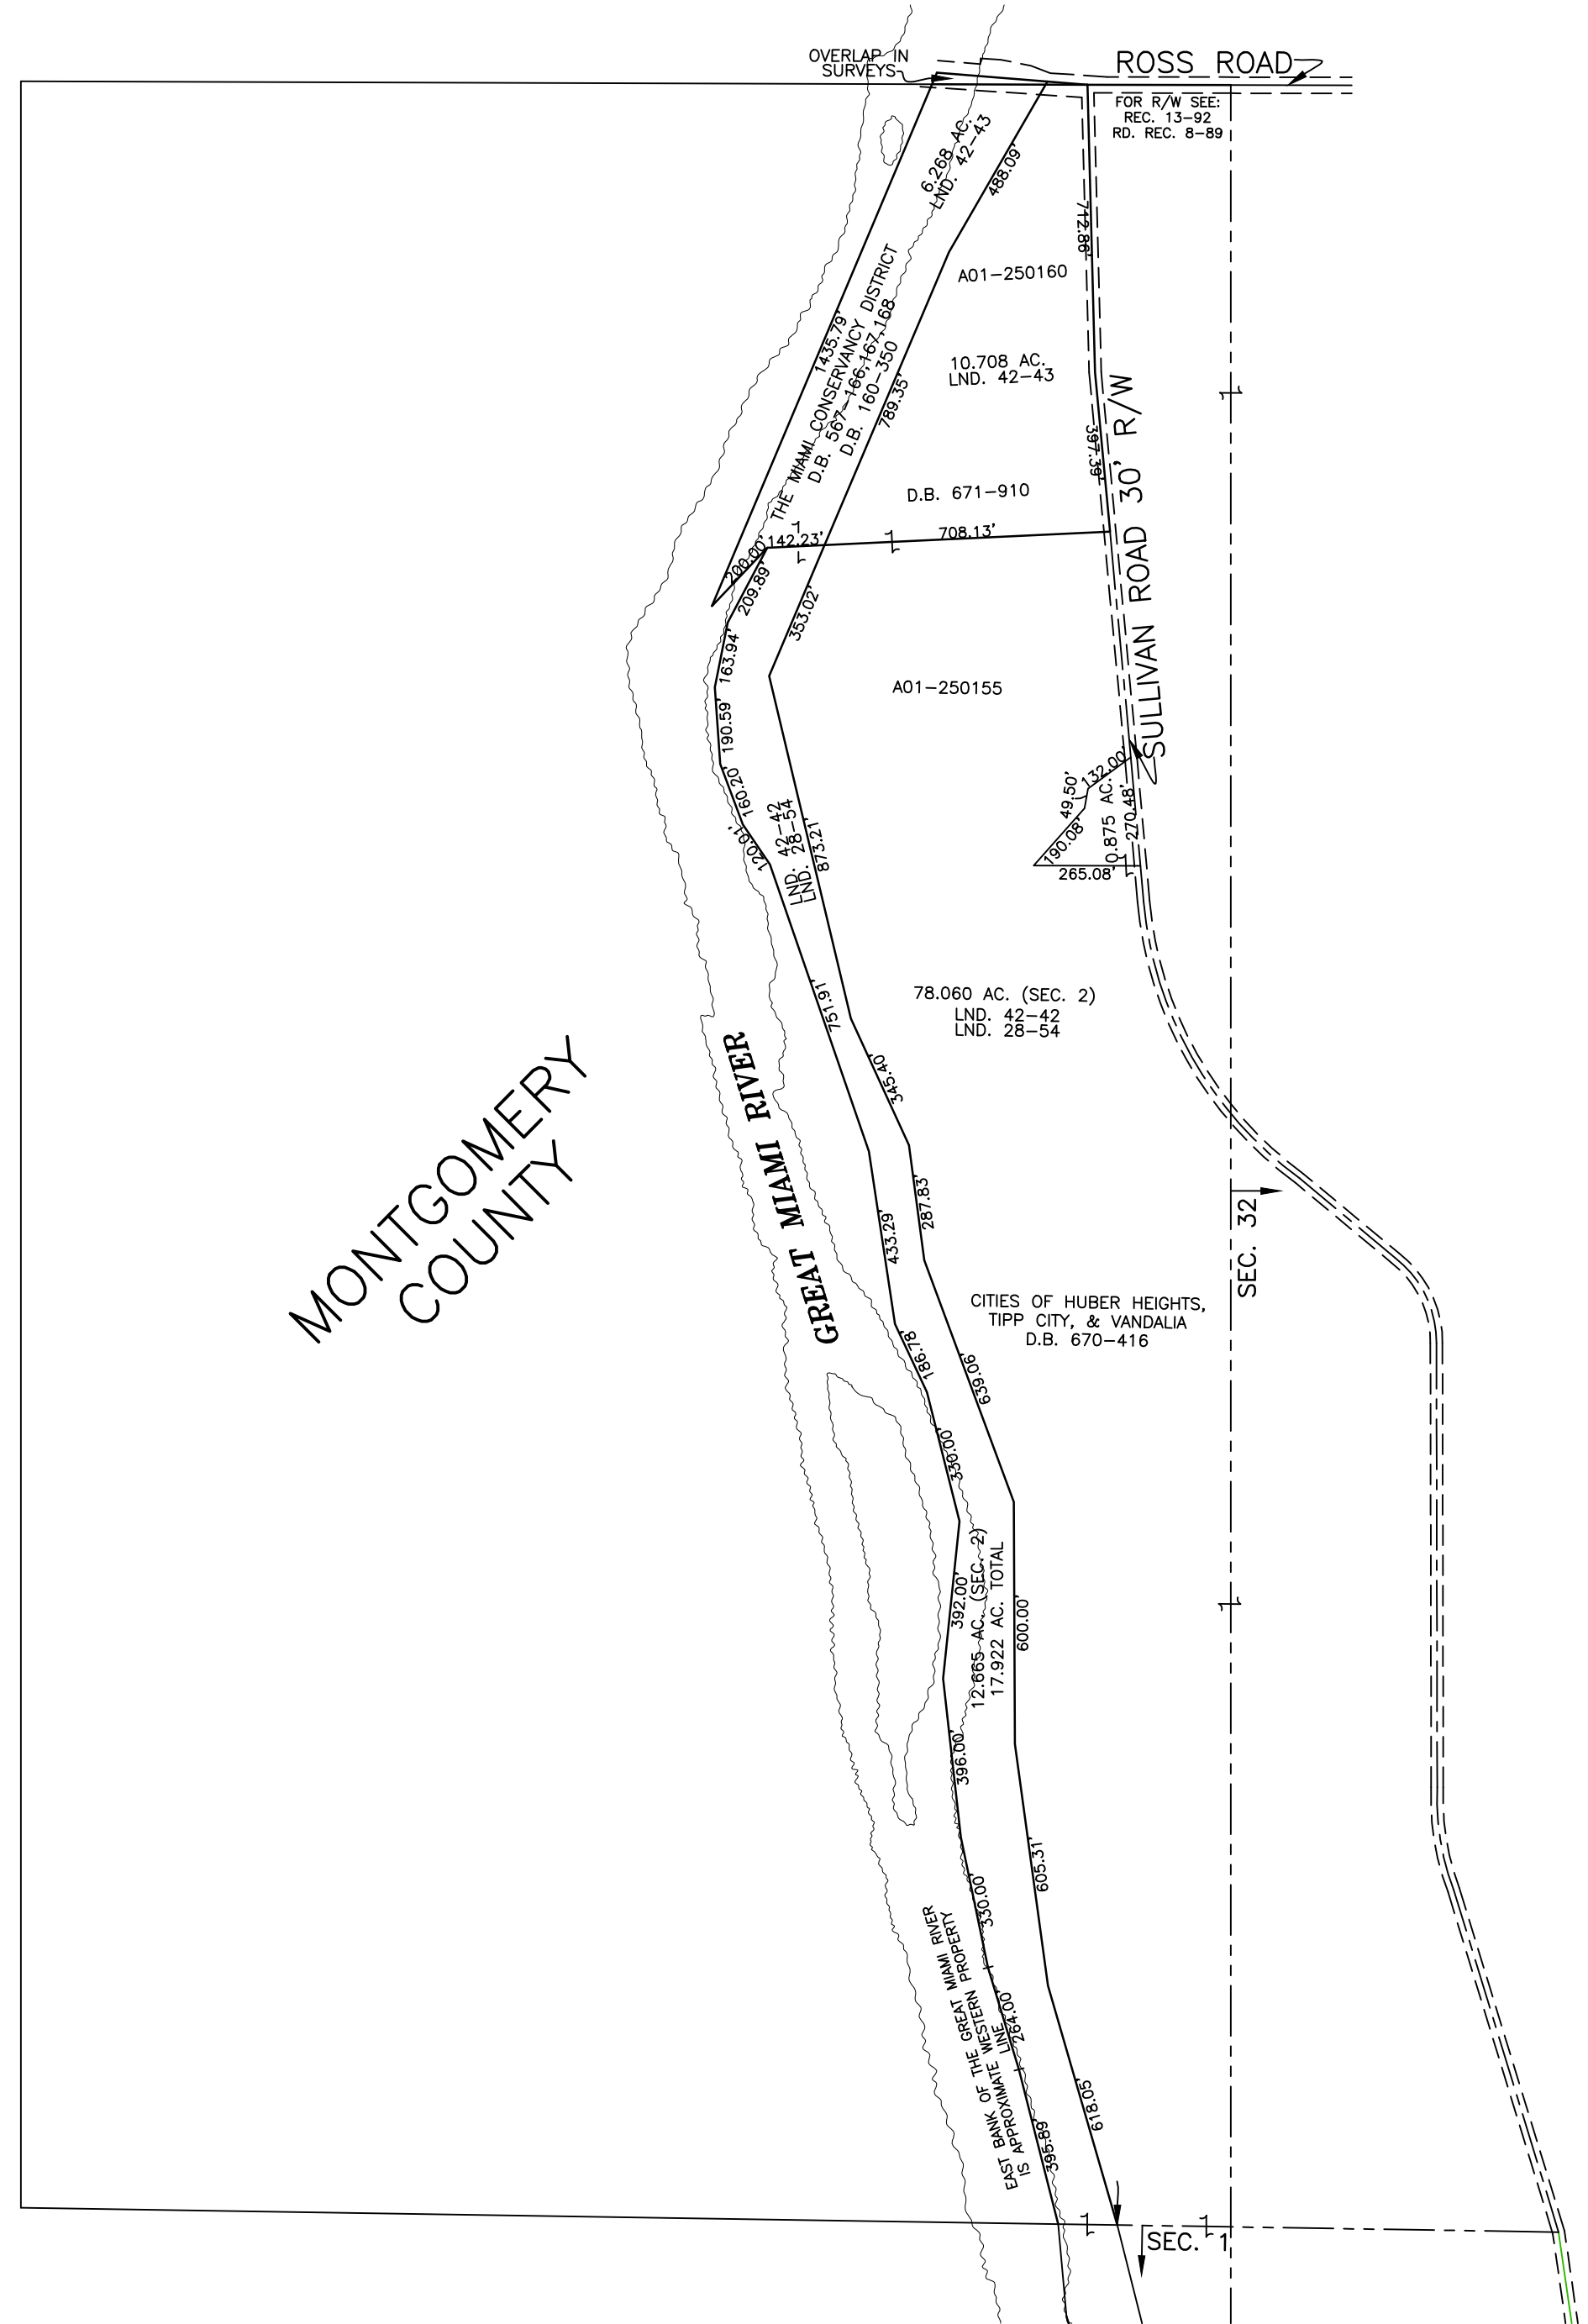 OVERLAP IN
SURVEYS
ROSS ROAD
FOR R/W SEE:
REC. 13-92
RD. REC. 8-89
6.268 AC.
LND. 42-43
488.09'
712.86'
A01-250160
THE MIAMI CONSERVANCY DISTRICT
D.B. 567-166,167,168
D.B. 160-350
1435.79'
789.35'
10.708 AC.
LND. 42-43
397.39'
SULLIVAN ROAD 30' R/W
D.B. 671-910
708.13'
142.23'
200.00'
209.89'
353.02'
163.94'
A01-250155
190.59'
160.20'
120.01'
LND. 42-42
LND. 28-54
873.21'
132.00'
49.50'
190.08'
0.875 AC.
270.48'
265.08'
751.91'
78.060 AC. (SEC. 2)
LND. 42-42
LND. 28-54
345.40'
GREAT MIAMI RIVER
MONTGOMERY
COUNTY
287.83'
433.29'
SEC. 32
CITIES OF HUBER HEIGHTS,
TIPP CITY, & VANDALIA
D.B. 670-416
186.78'
639.06'
330.00'
392.00'
12.665 AC. (SEC. 2)
17.922 AC. TOTAL
600.00'
396.00'
605.31'
330.00'
EAST BANK OF THE GREAT MIAMI RIVER
IS APPROXIMATE WESTERN PROPERTY
LINE
264.00'
395.89'
618.05'
SEC. 1